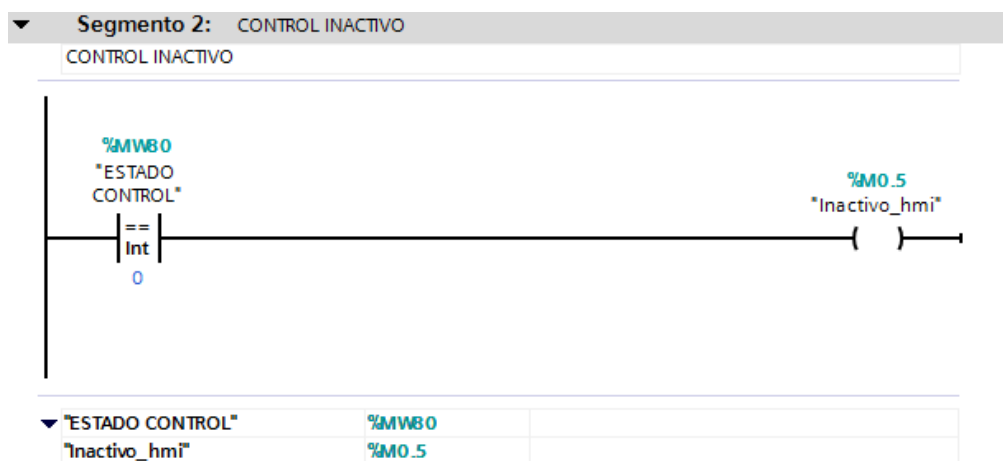 Segmento 2: CONTROL INACTIVO
CONTROL INACTIVO
%MW80
"ESTADO
CONTROL"
==
Int
0
%M0.5
"Inactivo_hmi"
( )
"ESTADO CONTROL" %MW80
"Inactivo_hmi" %M0.5